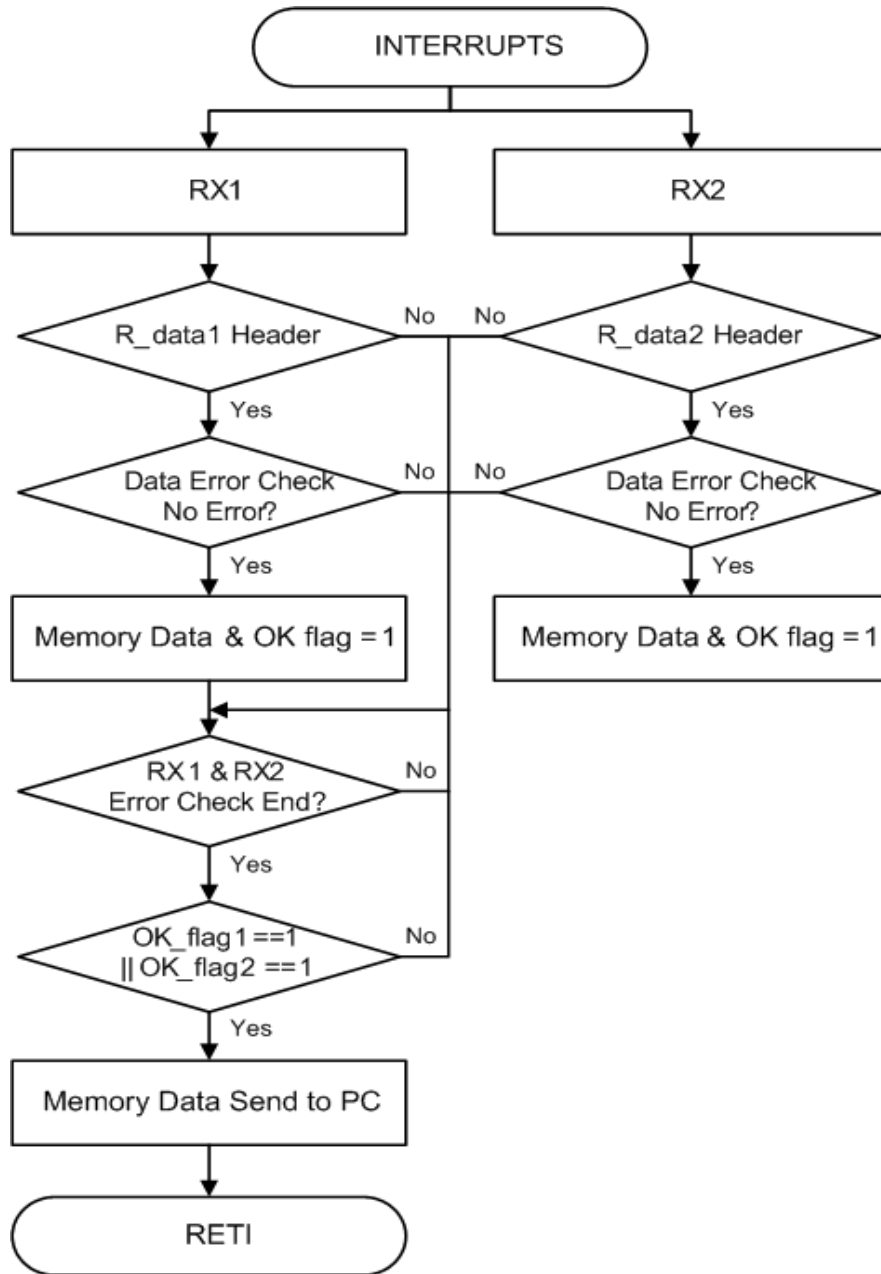 INTERRUPTS
RX1
RX2
R_data1 Header
No
No
R_data2 Header
Yes
Yes
Data Error Check
No Error?
No
No
Data Error Check
No Error?
Yes
Yes
Memory Data & OK flag = 1
Memory Data & OK flag = 1
RX1 & RX2
Error Check End?
No
Yes
OK_flag1 ==1
|| OK_flag2 ==1
No
Yes
Memory Data Send to PC
RETI